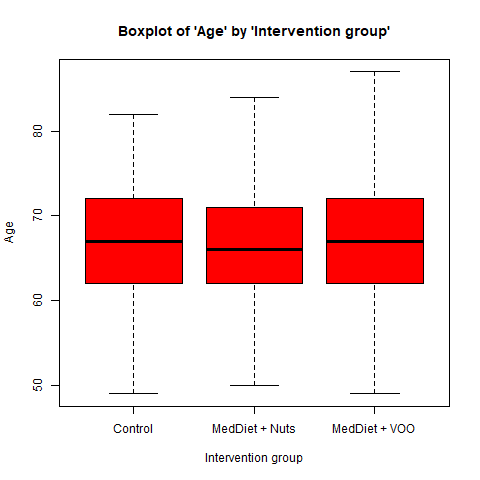 Boxplot of 'Age' by 'Intervention group'
Age
80
70
60
50
Control
MedDiet + Nuts
MedDiet + VOO
Intervention group